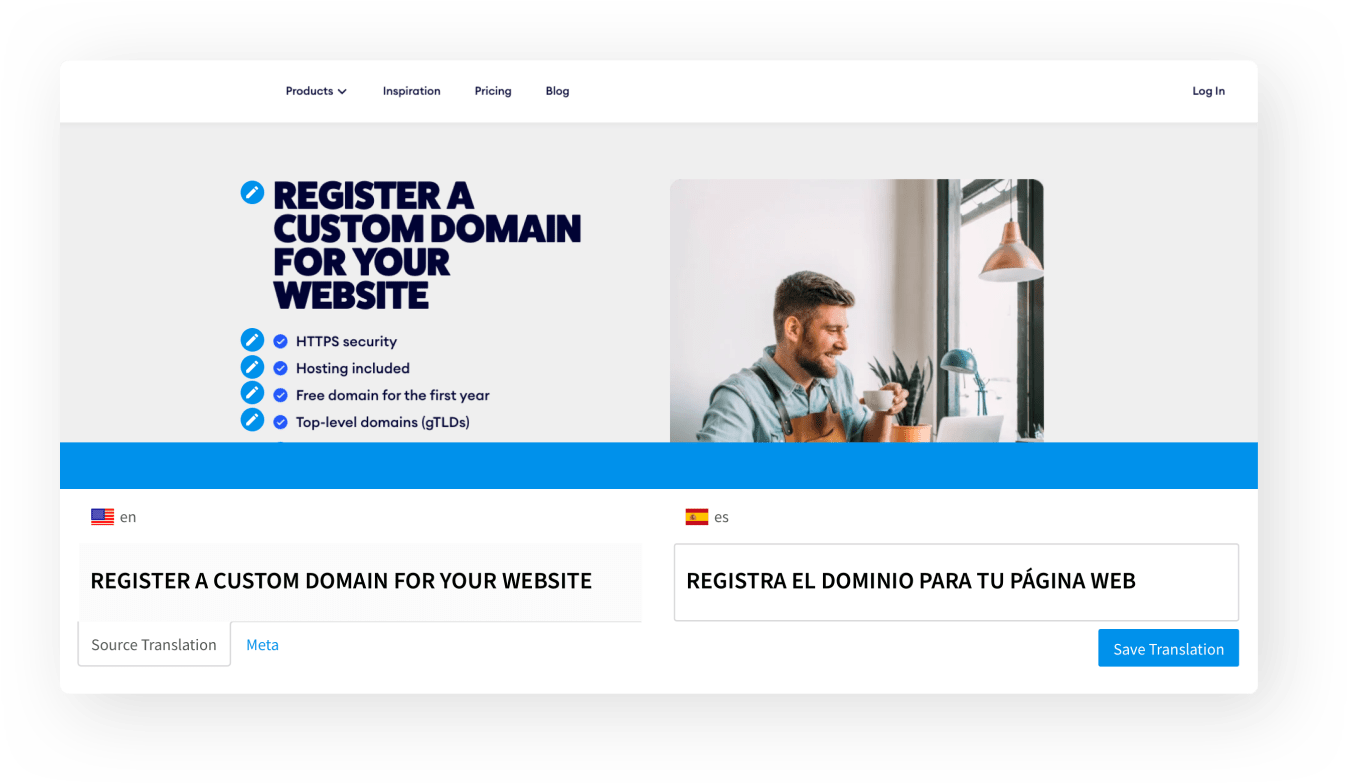 Products
Inspiration
Pricing
Blog
Log In
REGISTER A
CUSTOM DOMAIN
FOR YOUR
WEBSITE
HTTPS security
Hosting included
Free domain for the first year
Top-level domains (gTLDs)
en
es
REGISTER A CUSTOM DOMAIN FOR YOUR WEBSITE
REGISTRA EL DOMINIO PARA TU PÁGINA WEB
Source Translation
Meta
Save Translation